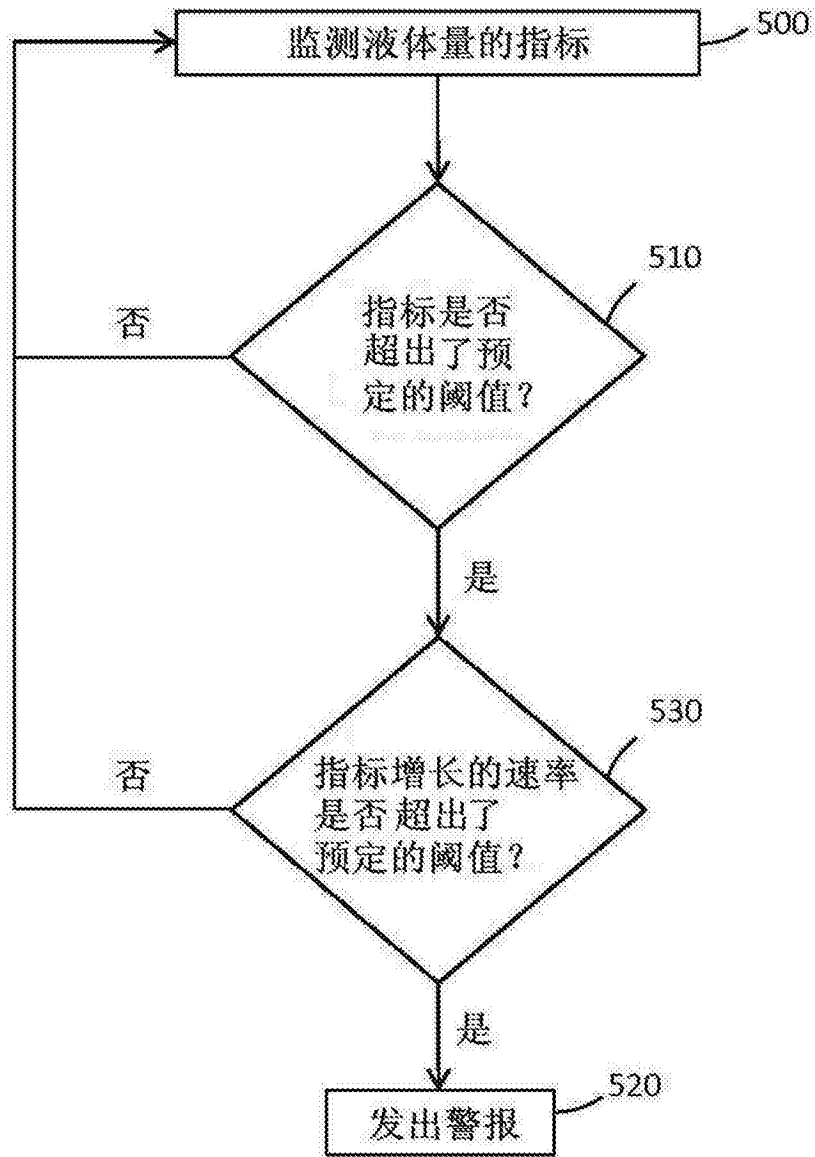 监测液体量的指标
500
510
指标是否
超出了预
定的阈值？
否
是
530
指标增长的速率
是否超出了
预定的阈值？
否
是
520
发出警报